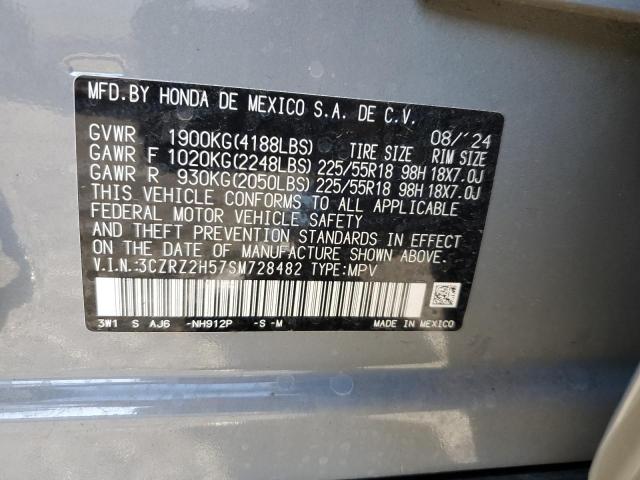 MFD.BY HONDA DE MEXICO S.A. DE C.V.
08/'24
GVWR 1900KG(4188LBS) TIRE SIZE RIM SIZE
GAWR F 1020KG(2248LBS) 225/55R18 98H 18X7.0J
GAWR R 930KG(2050LBS) 225/55R18 98H 18X7.0J
THIS VEHICLE CONFORMS TO ALL APPLICABLE
FEDERAL MOTOR VEHICLE SAFETY
AND THEFT PREVENTION STANDARDS IN EFFECT
ON THE DATE OF MANUFACTURE SHOWN ABOVE.
V.I.N.:3CZRZ2H57SM728482 TYPE:MPV
3W1 S AJ6 -NH912P -S-M MADE IN MEXICO